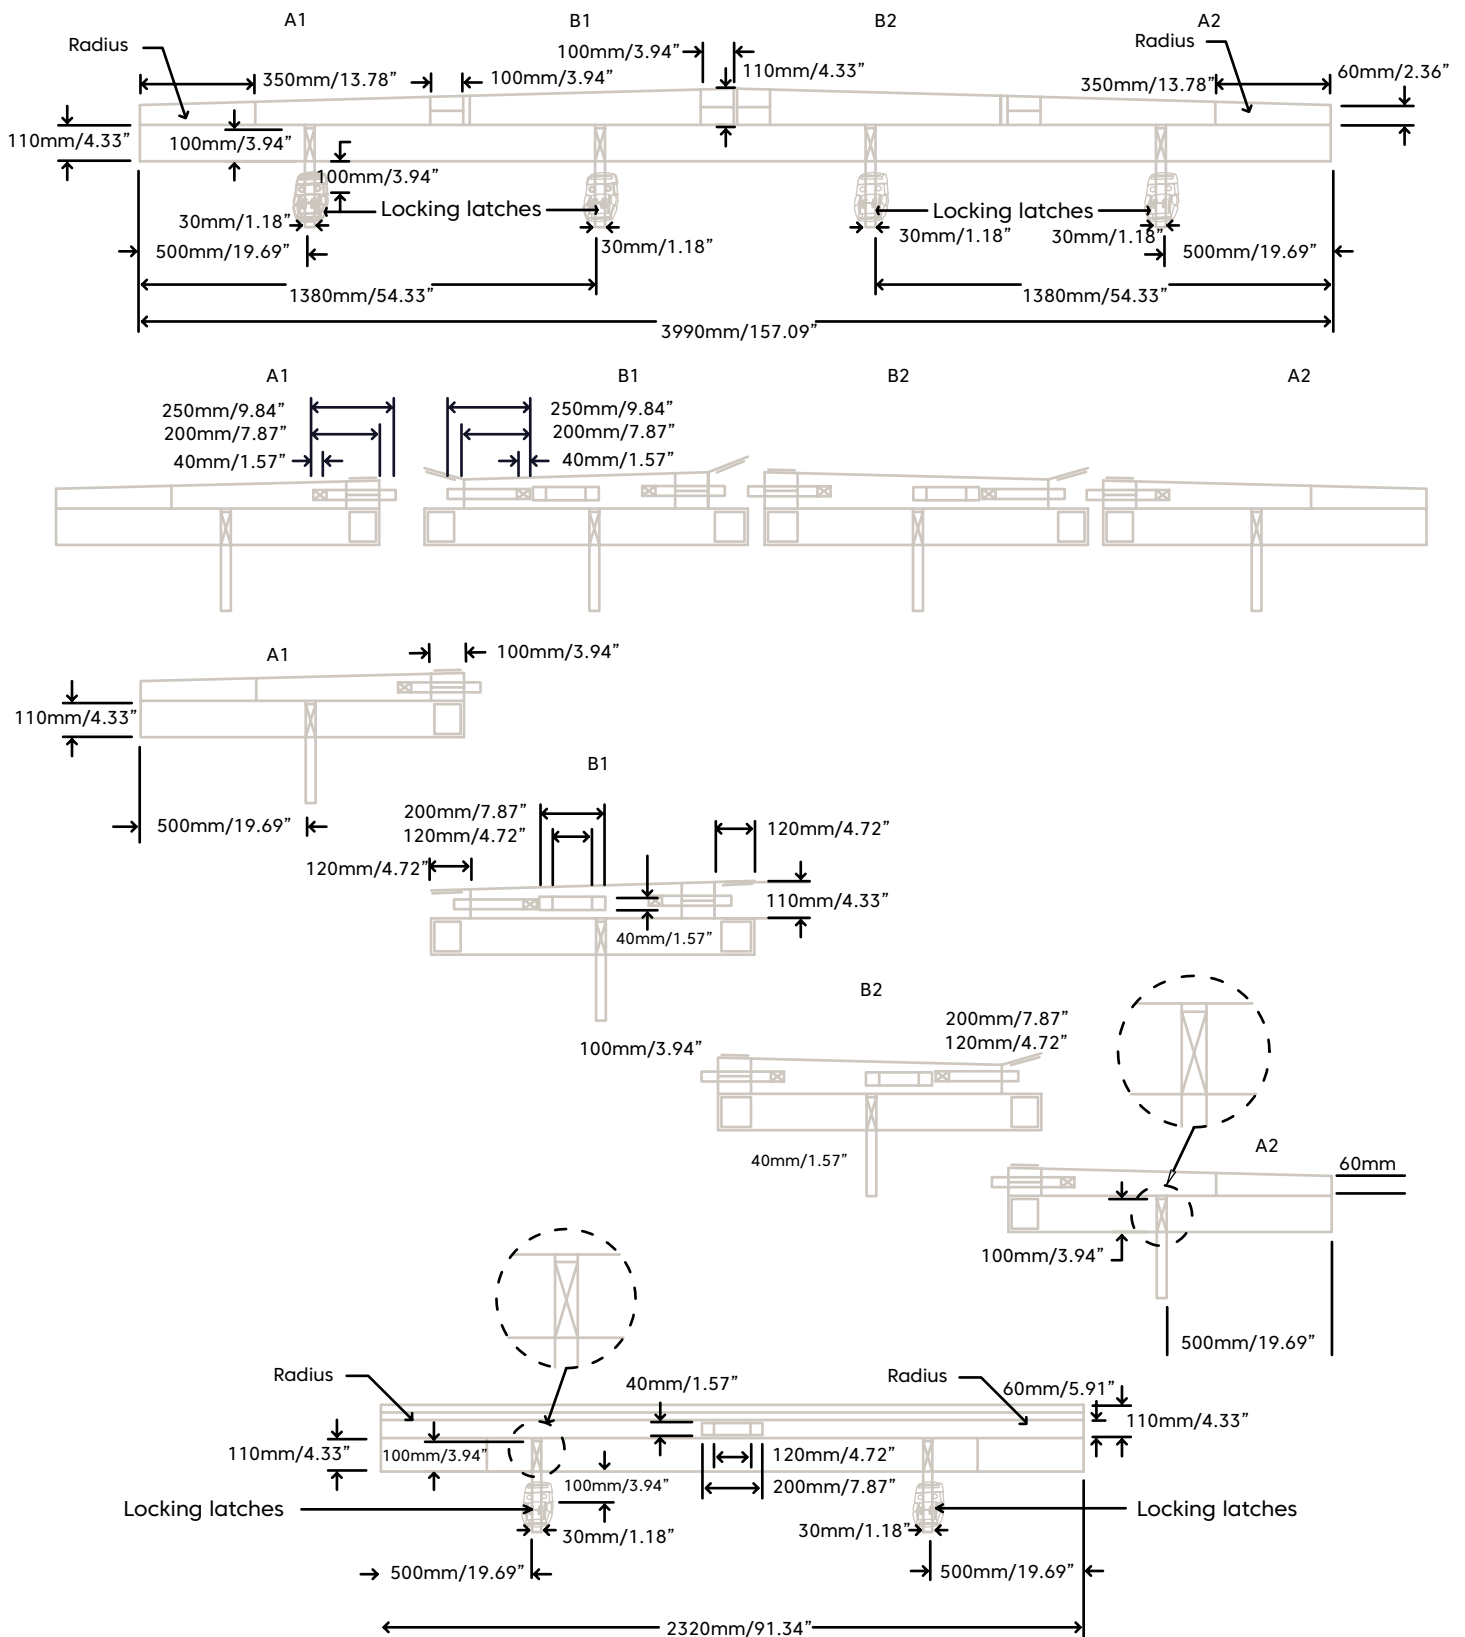 A1 B1 B2 A2
Radius 100mm/3.94” Radius
350mm/13.78” 100mm/3.94” 110mm/4.33” 350mm/13.78” 60mm/2.36”
110mm/4.33” 100mm/3.94”
100mm/3.94”
Locking latches Locking latches
30mm/1.18” 30mm/1.18” 30mm/1.18” 30mm/1.18”
500mm/19.69” 500mm/19.69”
1380mm/54.33” 1380mm/54.33”
3990mm/157.09”
A1 B1 B2 A2
250mm/9.84” 250mm/9.84”
200mm/7.87” 200mm/7.87”
40mm/1.57” 40mm/1.57”
A1 100mm/3.94”
110mm/4.33”
B1
500mm/19.69”
200mm/7.87”
120mm/4.72” 120mm/4.72”
120mm/4.72”
110mm/4.33”
40mm/1.57”
B2
200mm/7.87”
100mm/3.94” 120mm/4.72”
A2
40mm/1.57” 60mm
100mm/3.94”
500mm/19.69”
Radius 40mm/1.57” Radius 60mm/5.91”
110mm/4.33”
110mm/4.33” 100mm/3.94” 120mm/4.72”
100mm/3.94” 200mm/7.87”
Locking latches Locking latches
30mm/1.18” 30mm/1.18”
500mm/19.69” 500mm/19.69”
2320mm/91.34”